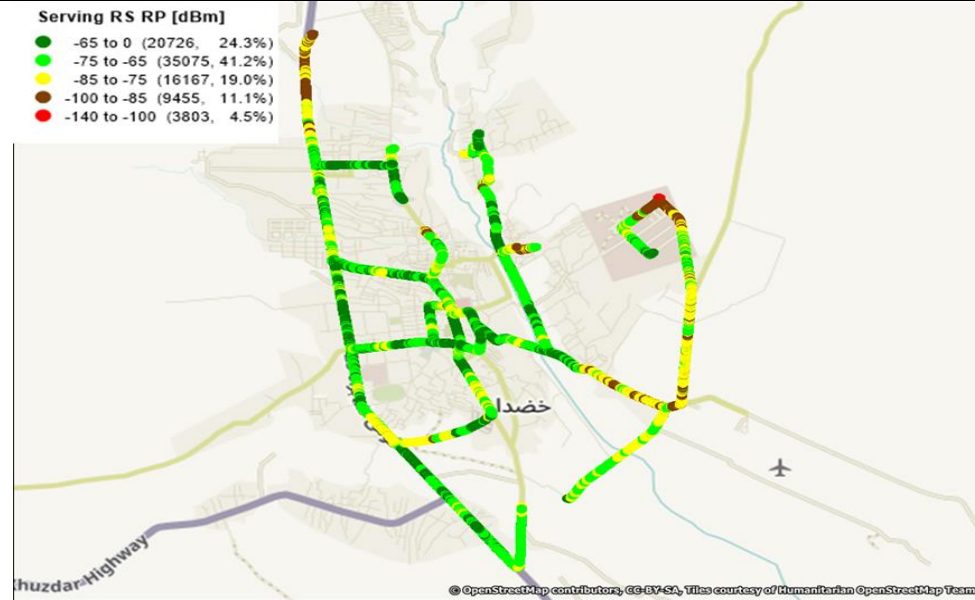 Serving RS RP [dBm]
-65 to 0 (20726, 24.3%)
-75 to -65 (35075, 41.2%)
-85 to -75 (16167, 19.0%)
-100 to -85 (9455, 11.1%)
-140 to -100 (3803, 4.5%)
خضدا
Khuzdar Highway
© OpenStreetMap contributors, CC-BY-SA, Tiles courtesy of Humanitarian OpenStreetMap Team